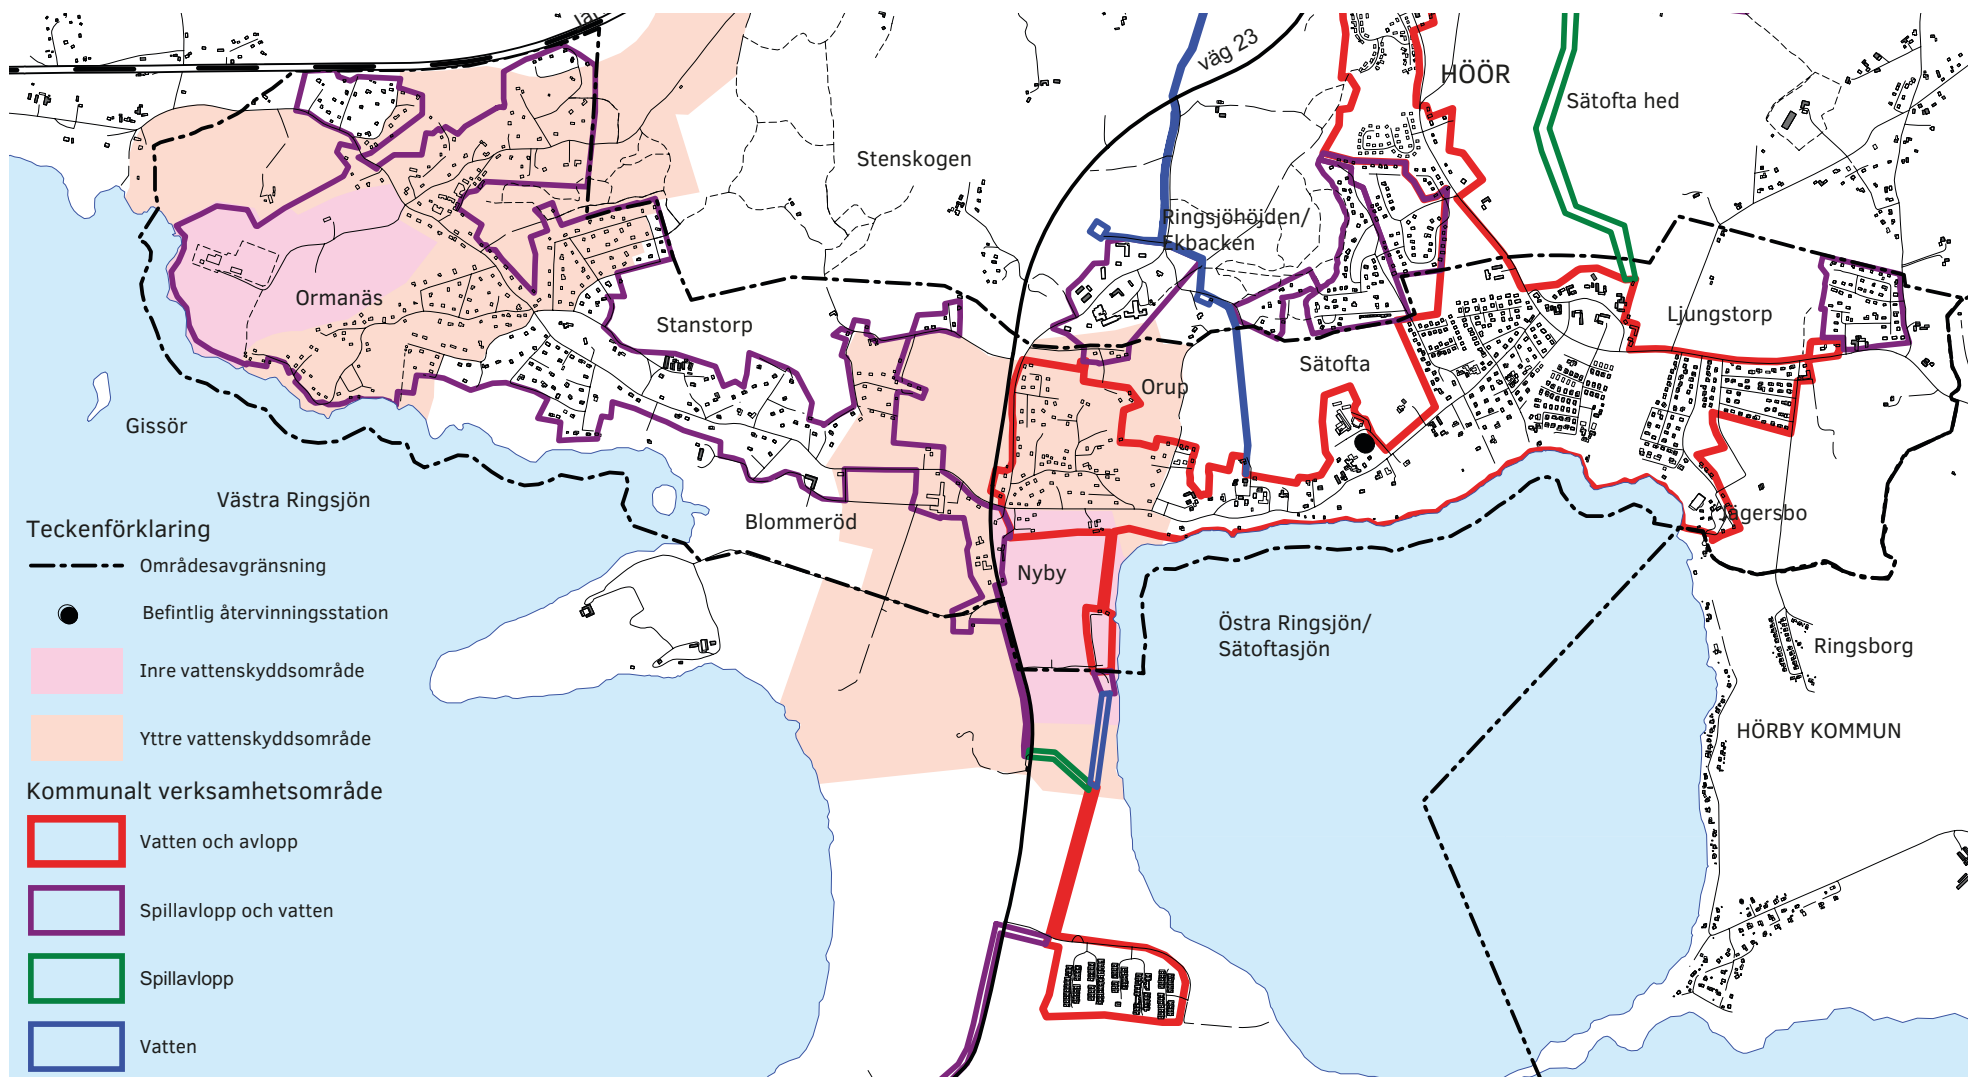 väg 23
HÖÖR
Sätofta hed
Stenskogen
Ringsjöhöjden/
Ekbacken
Ormanäs
Stanstorp
Ljungstorp
Sätofta
Orup
Gissör
Västra Ringsjön
Blommeröd
Jägersbo
Nyby
Östra Ringsjön/
Sätoftasjön
Ringsborg
HÖRBY KOMMUN
Teckenförklaring
Områdesavgränsning
Befintlig återvinningsstation
Inre vattenskyddsområde
Yttre vattenskyddsområde
Kommunalt verksamhetsområde
Vatten och avlopp
Spillavlopp och vatten
Spillavlopp
Vatten